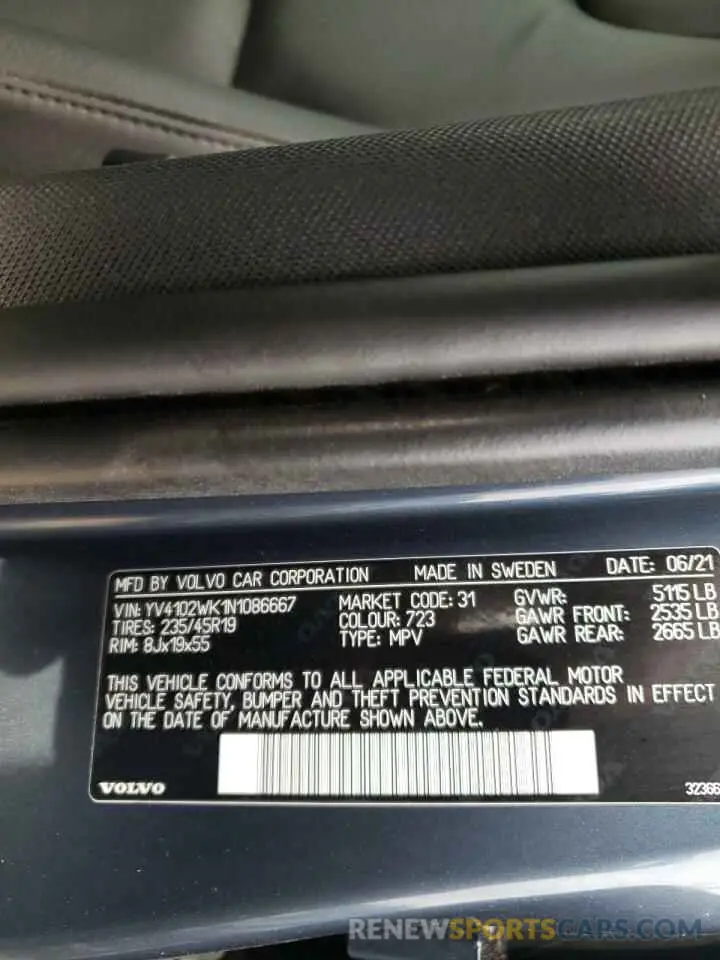 MFD BY VOLVO CAR CORPORATION MADE IN SWEDEN DATE: 06/21
VIN: YV4102WK1N1086667 MARKET CODE: 31 GVWR: 5115 LB
TIRES: 235/45R19 COLOUR: 723 GAWR FRONT: 2535 LB
RIM: 8Jx19x55 TYPE: MPV GAWR REAR: 2665 LB
THIS VEHICLE CONFORMS TO ALL APPLICABLE FEDERAL MOTOR
VEHICLE SAFETY, BUMPER AND THEFT PREVENTION STANDARDS IN EFFECT
ON THE DATE OF MANUFACTURE SHOWN ABOVE.
VOLVO 32366
RENEWSPORTSCARS.COM